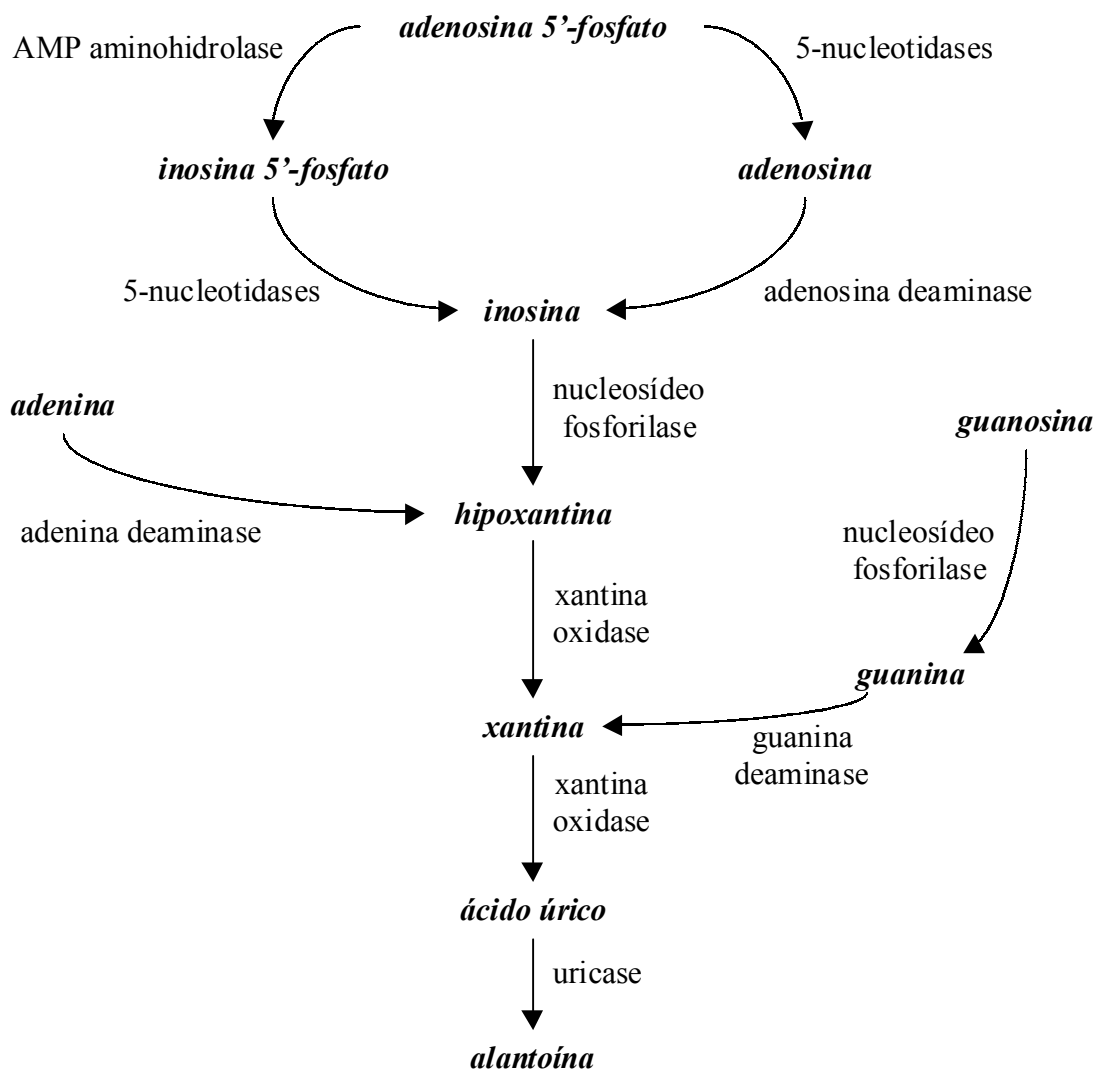 adenosina 5’-fosfato
AMP aminohidrolase
5-nucleotidases
inosina 5’-fosfato
adenosina
5-nucleotidases
adenosina deaminase
inosina
nucleosídeo
fosforilase
adenina
guanosina
hipoxantina
adenina deaminase
nucleosídeo
fosforilase
xantina
oxidase
guanina
xantina
guanina
deaminase
xantina
oxidase
ácido úrico
uricase
alantoína